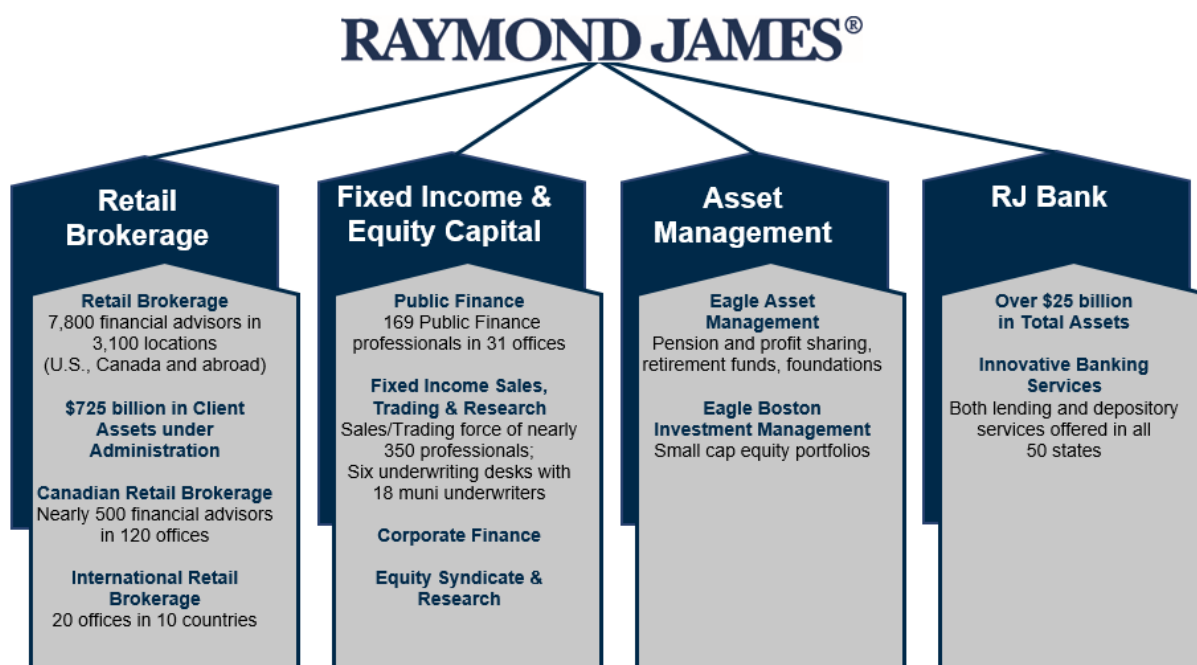 RAYMOND JAMES®
Retail
Brokerage
Retail Brokerage
7,800 financial advisors in
3,100 locations
(U.S., Canada and abroad)
$725 billion in Client
Assets under
Administration
Canadian Retail Brokerage
Nearly 500 financial advisors
in 120 offices
International Retail
Brokerage
20 offices in 10 countries
Fixed Income &
Equity Capital
Public Finance
169 Public Finance
professionals in 31 offices
Fixed Income Sales,
Trading & Research
Sales/Trading force of nearly
350 professionals;
Six underwriting desks with
18 muni underwriters
Corporate Finance
Equity Syndicate &
Research
Asset
Management
Eagle Asset
Management
Pension and profit sharing,
retirement funds, foundations
Eagle Boston
Investment Management
Small cap equity portfolios
RJ Bank
Over $25 billion
in Total Assets
Innovative Banking
Services
Both lending and depository
services offered in all
50 states